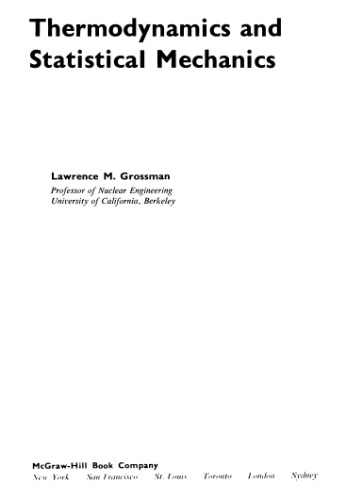 Thermodynamics and
Statistical Mechanics
Lawrence M. Grossman
Professor of Nuclear Engineering
University of California, Berkeley
McGraw-Hill Book Company
New York San Francisco St. Louis Toronto London Sydney